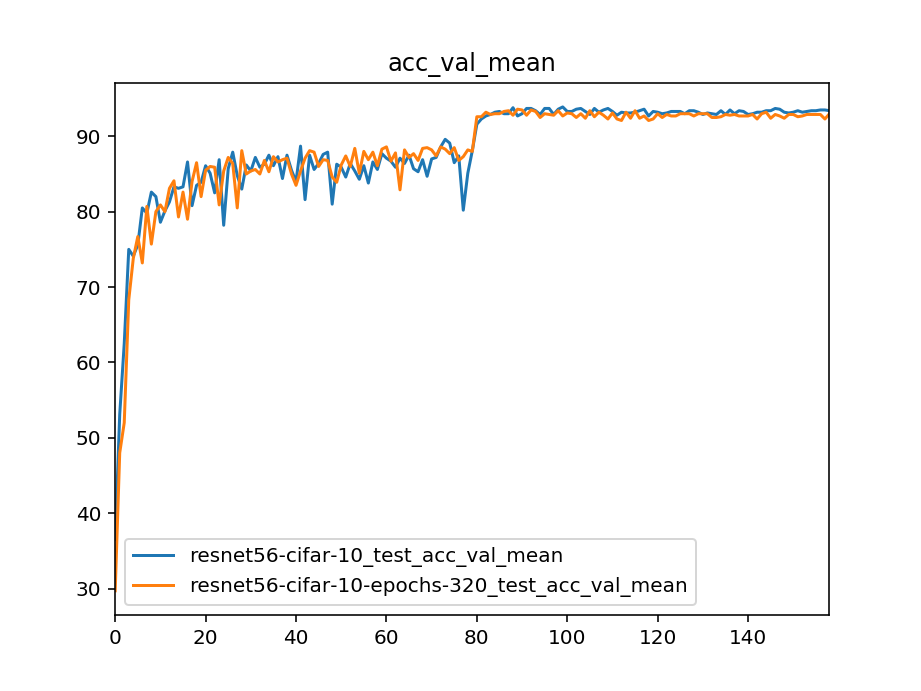 acc_val_mean
90
80
70
60
50
40
30
resnet56-cifar-10_test_acc_val_mean
resnet56-cifar-10-epochs-320_test_acc_val_mean
0 20 40 60 80 100 120 140